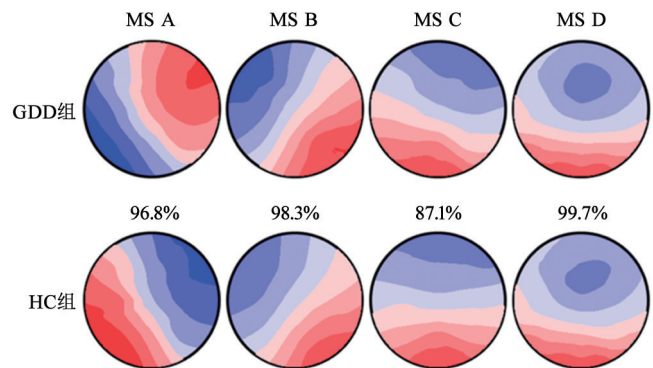 MS A MS B MS C MS D
GDD组
96.8% 98.3% 87.1% 99.7%
HC组